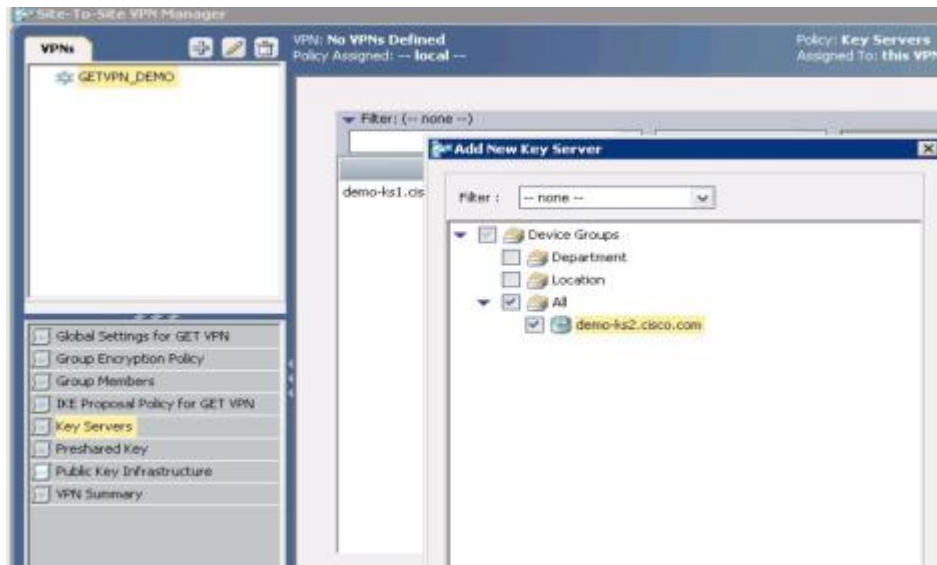 Site-To-Site VPN Manager
VPNs
VPN: No VPNs Defined
Policy Assigned: -- local --
Policy: Key Servers
Assigned To: this VPN
GETVPN_DEMO
Filter: (-- none --)
demo-ks1.cis
Add New Key Server
Filter : -- none --
Device Groups
Department
Location
All
demo-ks2.cisco.com
Global Settings for GET VPN
Group Encryption Policy
Group Members
IKE Proposal Policy for GET VPN
Key Servers
Preshared Key
Public Key Infrastructure
VPN Summary